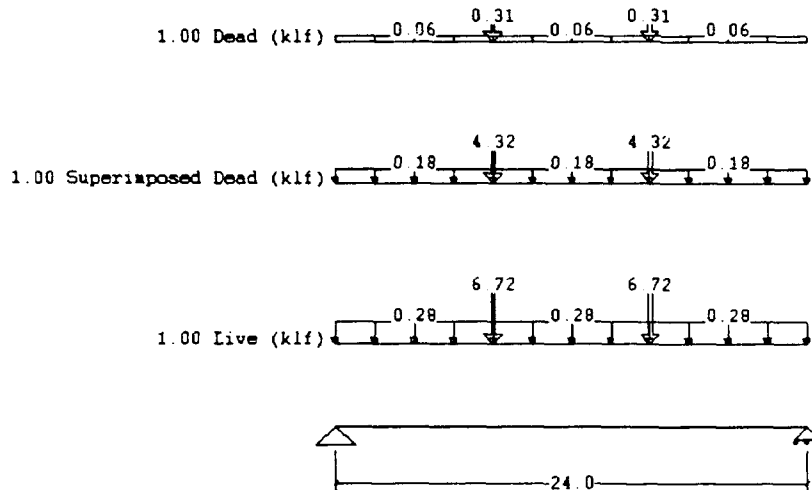 0.31 0.31
1.00 Dead (klf) 0.06 0.06 0.06
4.32 4.32
1.00 Superimposed Dead (klf) 0.18 0.18 0.18
6.72 6.72
1.00 Live (klf) 0.28 0.28 0.28
24.0